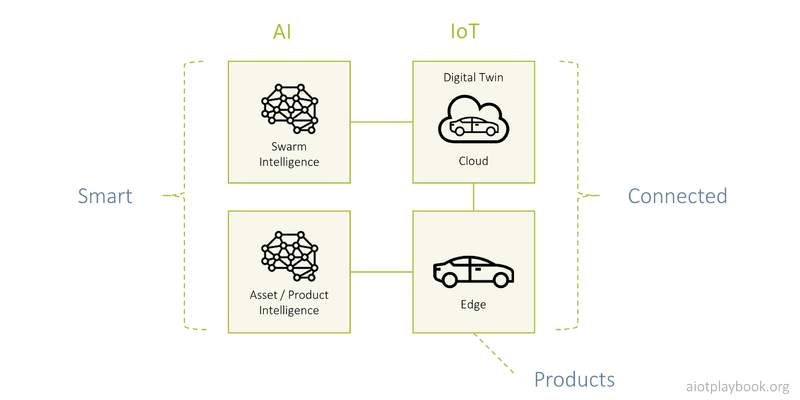 AI
IoT
Digital Twin
Swarm
Intelligence
Cloud
Smart
Connected
Asset / Product
Intelligence
Edge
Products
aiotplaybook.org